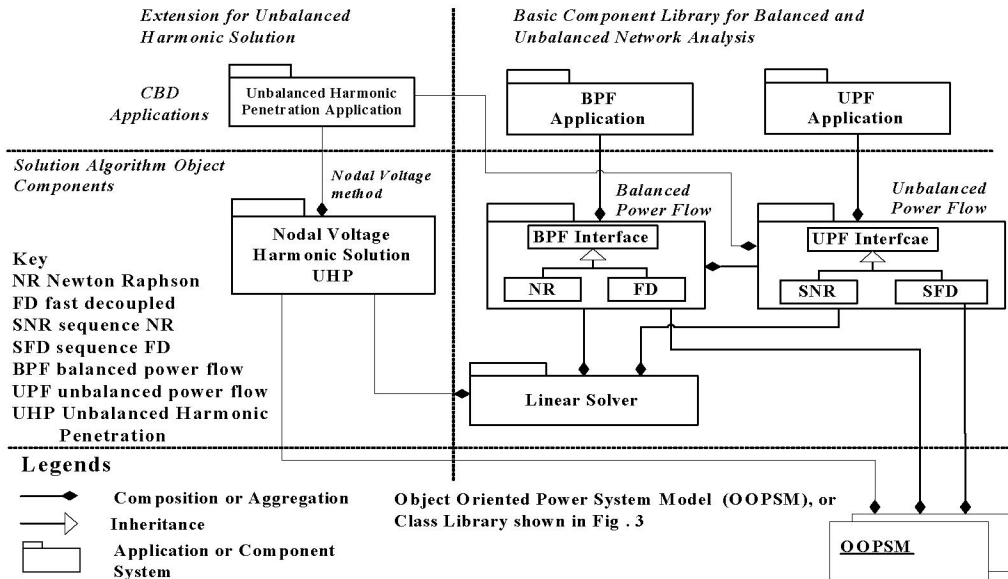 Extension for Unbalanced
Harmonic Solution
Basic Component Library for Balanced and
Unbalanced Network Analysis
CBD
Applications
Unbalanced Harmonic
Penetration Application
BPF
Application
UPF
Application
Solution Algorithm Object
Components
Nodal Voltage
method
Balanced
Power Flow
Unbalanced
Power Flow
Nodal Voltage
Harmonic Solution
UHP
BPF Interface
NR
FD
UPF Interfcae
SNR
SFD
Linear Solver
Key
NR Newton Raphson
FD fast decoupled
SNR sequence NR
SFD sequence FD
BPF balanced power flow
UPF unbalanced power flow
UHP Unbalanced Harmonic
Penetration
Legends
Composition or Aggregation
Inheritance
Application or Component
System
Object Oriented Power System Model (OOPSM), or
Class Library shown in Fig . 3
OOPSM